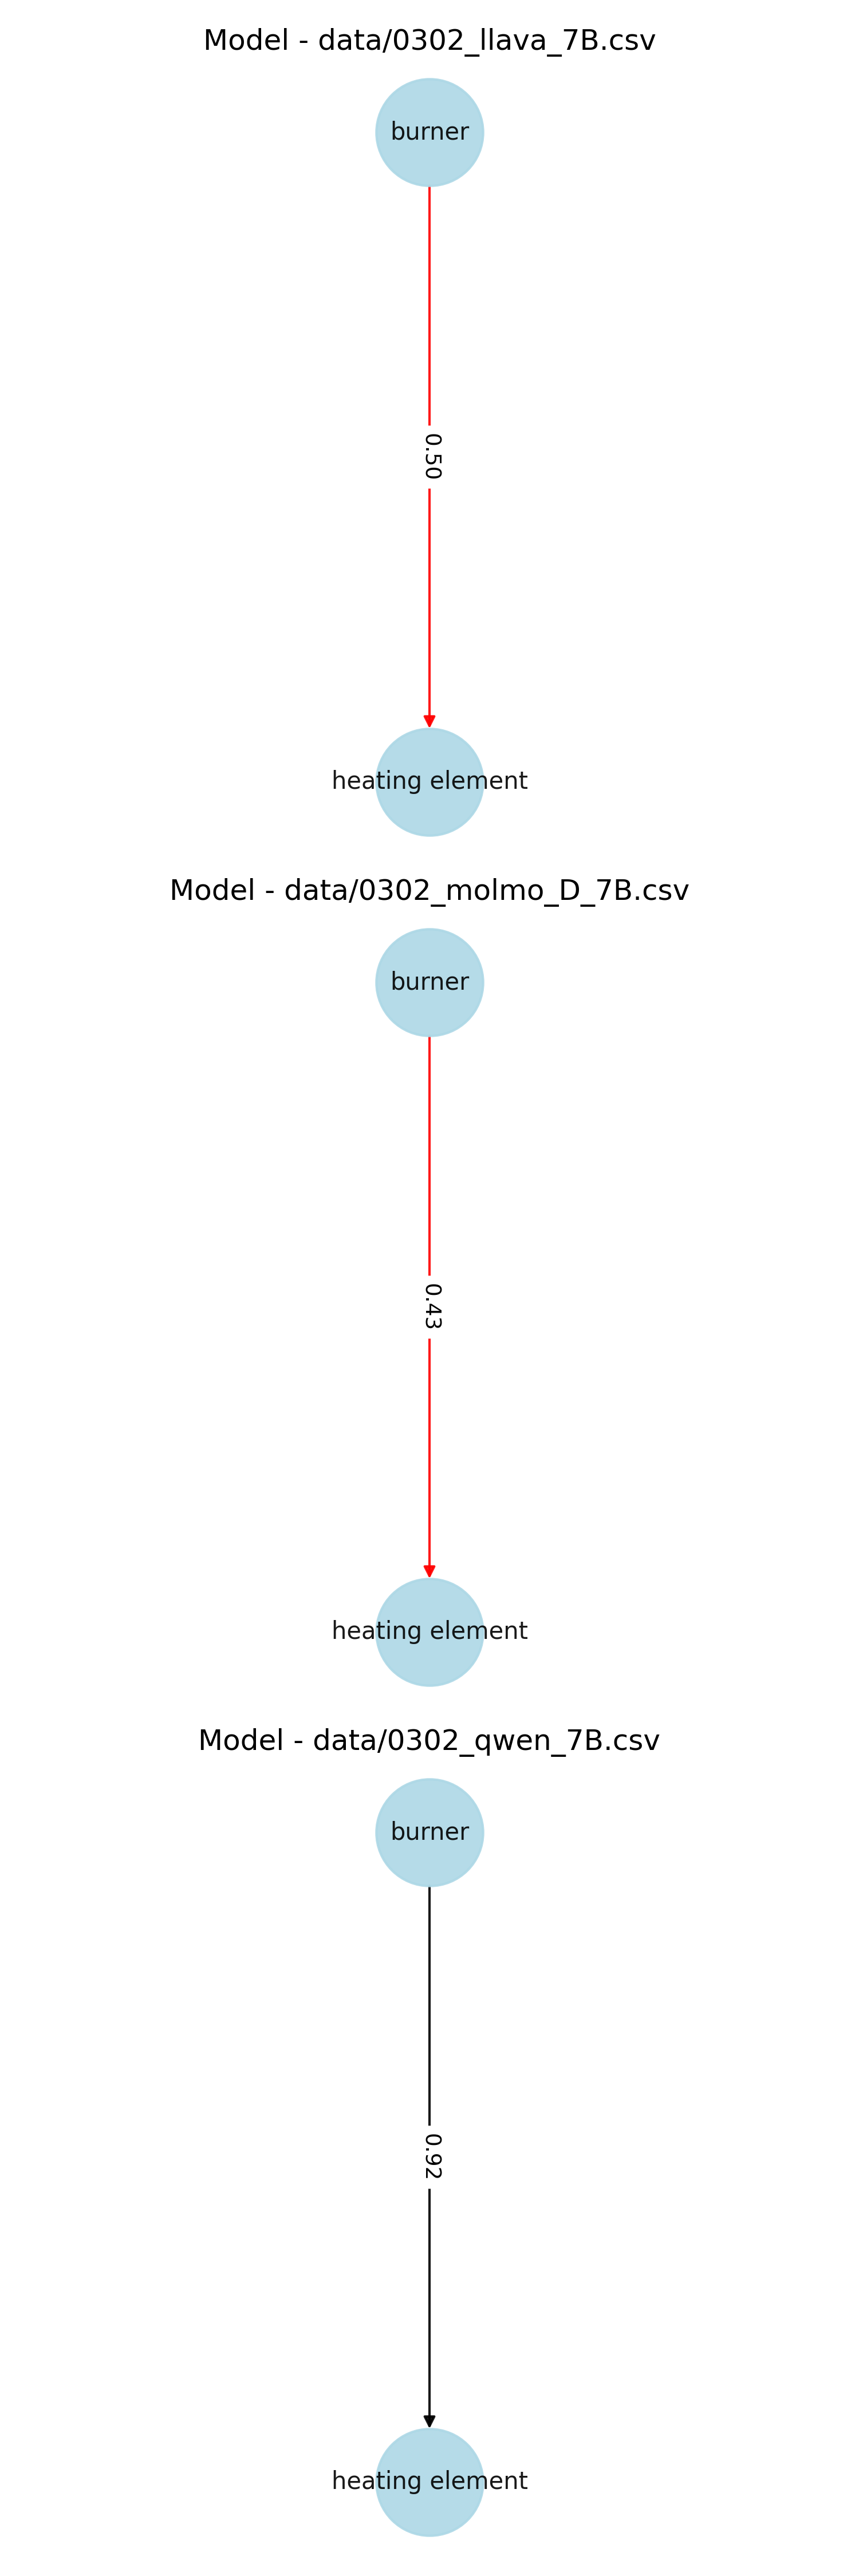 Model - data/0302_llava_7B.csv
burner
0.50
heating element
Model - data/0302_molmo_D_7B.csv
burner
0.43
heating element
Model - data/0302_qwen_7B.csv
burner
0.92
heating element